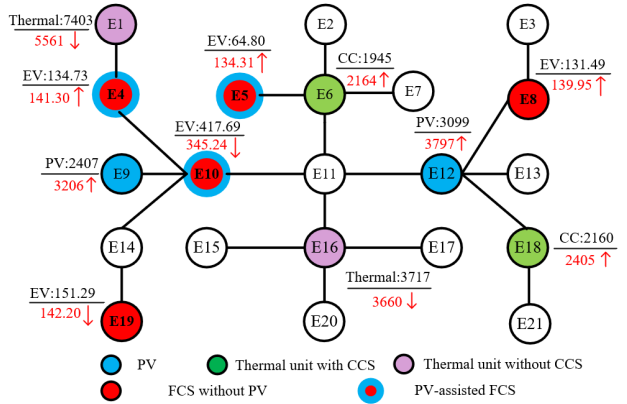 Thermal:7403
5561 ↓
E1
E2
E3
EV:64.80
134.31 ↑
CC:1945
2164 ↑
EV:131.49
139.95 ↑
EV:134.73
141.30 ↑
E4
E5
E6
E7
E8
EV:417.69
345.24 ↓
PV:3099
3797 ↑
PV:2407
3206 ↑
E9
E10
E11
E12
E13
E14
E15
E16
E17
E18
CC:2160
2405 ↑
EV:151.29
142.20 ↓
Thermal:3717
3660 ↓
E19
E20
E21
PV
Thermal unit with CCS
Thermal unit without CCS
FCS without PV
PV-assisted FCS